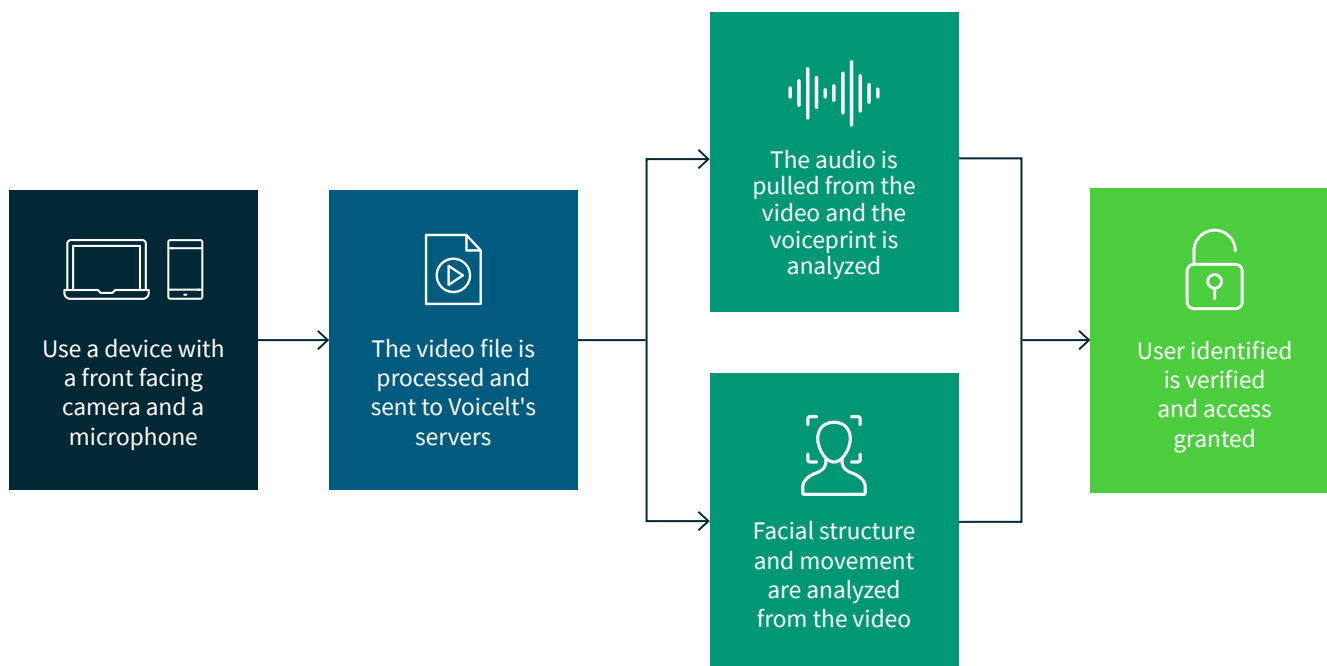 Use a device with
a front facing
camera and a
microphone
The video file is
processed and
sent to VoiceIt's
servers
The audio is
pulled from the
video and the
voiceprint is
analyzed
Facial structure
and movement
are analyzed
from the video
User identified
is verified
and access
granted